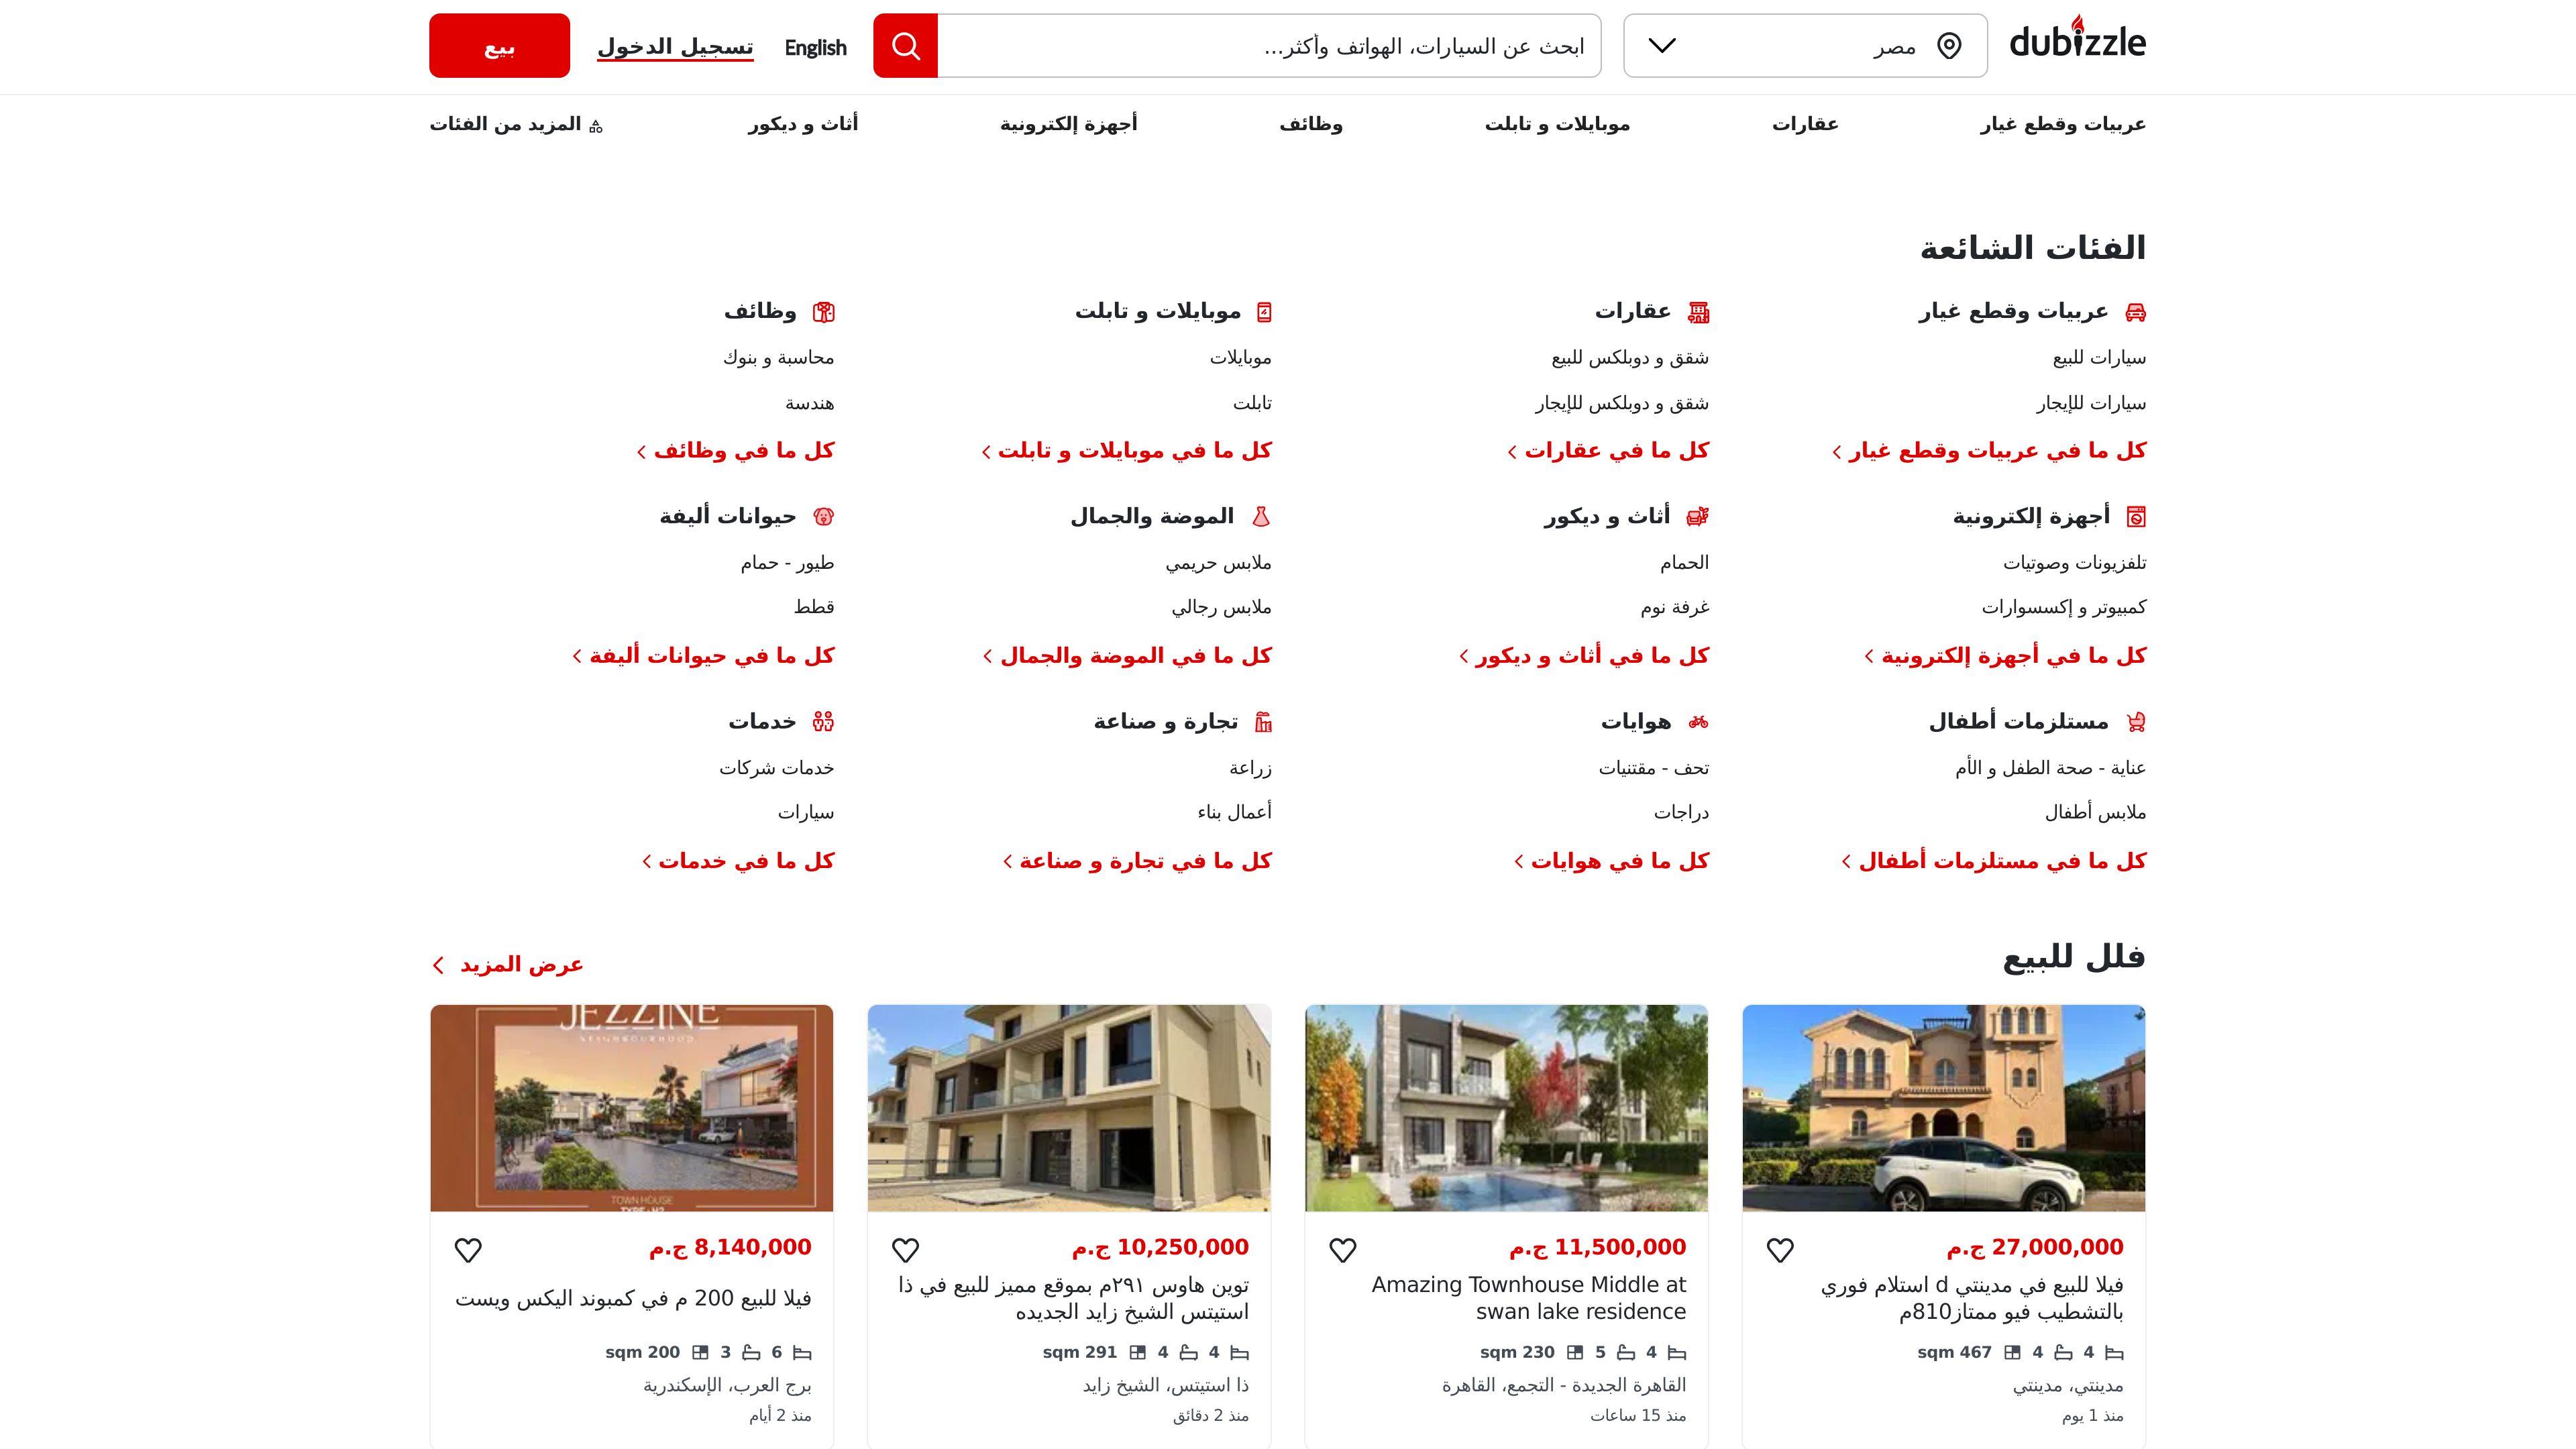 dubizzle
مصر
ابحث عن السيارات، الهواتف وأكثر...
English
تسجيل الدخول
بيع
عربيات وقطع غيار
عقارات
موبايلات و تابلت
وظائف
أجهزة إلكترونية
أثاث و ديكور
المزيد من الفئات
الفئات الشائعة
عربيات وقطع غيار
سيارات للبيع
سيارات للإيجار
كل ما في عربيات وقطع غيار
عقارات
شقق و دوبلكس للبيع
شقق و دوبلكس للإيجار
كل ما في عقارات
موبايلات و تابلت
موبايلات
تابلت
كل ما في موبايلات و تابلت
وظائف
محاسبة و بنوك
هندسة
كل ما في وظائف
أجهزة إلكترونية
تلفزيونات وصوتيات
كمبيوتر و إكسسوارات
كل ما في أجهزة إلكترونية
أثاث و ديكور
الحمام
غرفة نوم
كل ما في أثاث و ديكور
الموضة والجمال
ملابس حريمي
ملابس رجالي
كل ما في الموضة والجمال
حيوانات أليفة
طيور - حمام
قطط
كل ما في حيوانات أليفة
مستلزمات أطفال
عناية - صحة الطفل و الأم
ملابس أطفال
كل ما في مستلزمات أطفال
هوايات
تحف - مقتنيات
دراجات
كل ما في هوايات
تجارة و صناعة
زراعة
أعمال بناء
كل ما في تجارة و صناعة
خدمات
خدمات شركات
سيارات
كل ما في خدمات
فلل للبيع
عرض المزيد
27,000,000 ج.م
فيلا للبيع في مدينتي d استلام فوري
بالتشطيب فيو ممتاز810م
4 4 467 sqm
مدينتي، مدينتي
منذ 1 يوم
11,500,000 ج.م
Amazing Townhouse Middle at
swan lake residence
4 5 230 sqm
القاهرة الجديدة - التجمع، القاهرة
منذ 15 ساعات
10,250,000 ج.م
توين هاوس ٢٩١م بموقع مميز للبيع في ذا
استيتس الشيخ زايد الجديده
4 4 291 sqm
ذا استيتس، الشيخ زايد
منذ 2 دقائق
JEZZINE
NEIGHBOURHOOD
TOWN HOUSE
TYPE - H2
8,140,000 ج.م
فيلا للبيع 200 م في كمبوند اليكس ويست
6 3 200 sqm
برج العرب، الإسكندرية
منذ 2 أيام